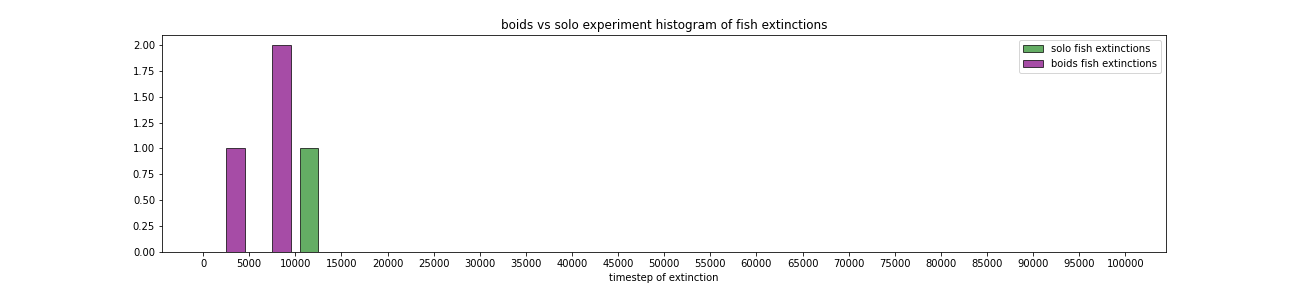 boids vs solo experiment histogram of fish extinctions
2.00
1.75
1.50
1.25
1.00
0.75
0.50
0.25
0.00
solo fish extinctions
boids fish extinctions
0 5000 10000 15000 20000 25000 30000 35000 40000 45000 50000 55000 60000 65000 70000 75000 80000 85000 90000 95000 100000
timestep of extinction